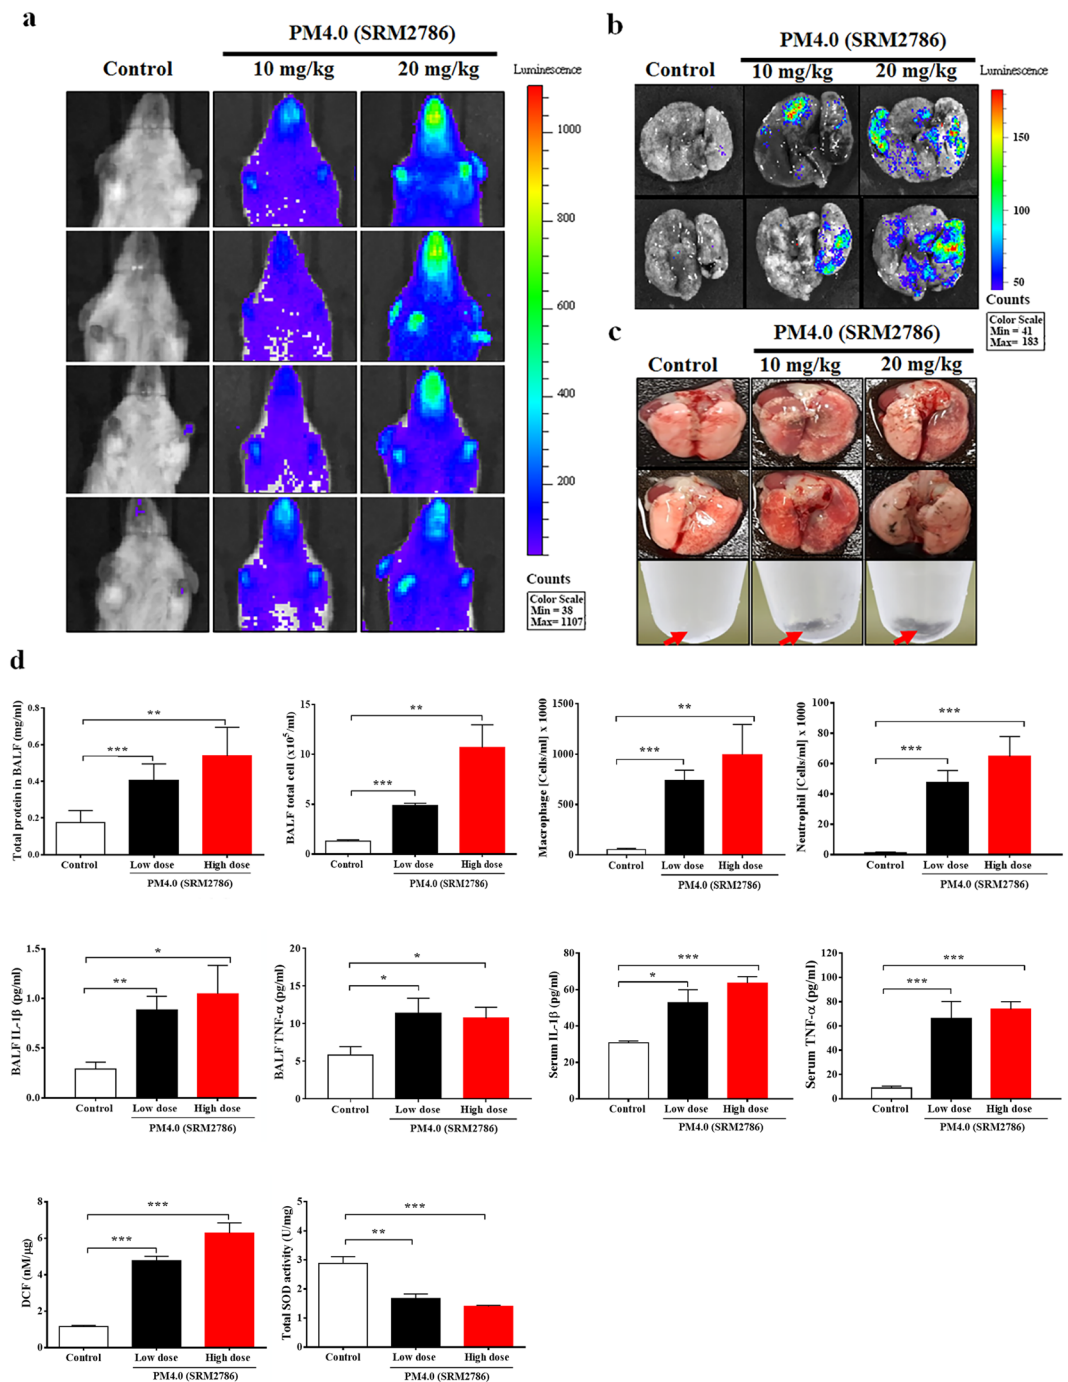 a
PM4.0 (SRM2786)
Control
10 mg/kg
20 mg/kg
Luminescence
1000
800
600
400
200
Counts
Color Scale
Min = 38
Max= 1107
b
PM4.0 (SRM2786)
Control
10 mg/kg
20 mg/kg
Luminescence
150
100
50
Counts
Color Scale
Min = 41
Max= 183
c
PM4.0 (SRM2786)
Control
10 mg/kg
20 mg/kg
d
Total protein in BALF (mg/ml)
0.8
0.6
0.4
0.2
0.0
**
***
Control
Low dose
High dose
PM4.0 (SRM2786)
BALF total cell (x10^5/ml)
15
10
5
0
**
***
Control
Low dose
High dose
PM4.0 (SRM2786)
Macrophage [Cells/ml] x 1000
1500
1000
500
0
**
***
Control
Low dose
High dose
PM4.0 (SRM2786)
Neutrophil [Cells/ml] x 1000
100
80
60
40
20
0
***
***
Control
Low dose
High dose
PM4.0 (SRM2786)
BALF IL-1β (pg/ml)
1.5
1.0
0.5
0.0
*
**
Control
Low dose
High dose
PM4.0 (SRM2786)
BALF TNF-α (pg/ml)
20
15
10
5
0
*
*
Control
Low dose
High dose
PM4.0 (SRM2786)
Serum IL-1β (pg/ml)
80
60
40
20
0
***
*
Control
Low dose
High dose
PM4.0 (SRM2786)
Serum TNF-α (pg/ml)
120
100
80
60
40
20
0
***
***
Control
Low dose
High dose
PM4.0 (SRM2786)
DCF (nM/μg)
8
6
4
2
0
***
***
Control
Low dose
High dose
PM4.0 (SRM2786)
Total SOD activity (U/mg)
5
4
3
2
1
0
***
**
Control
Low dose
High dose
PM4.0 (SRM2786)